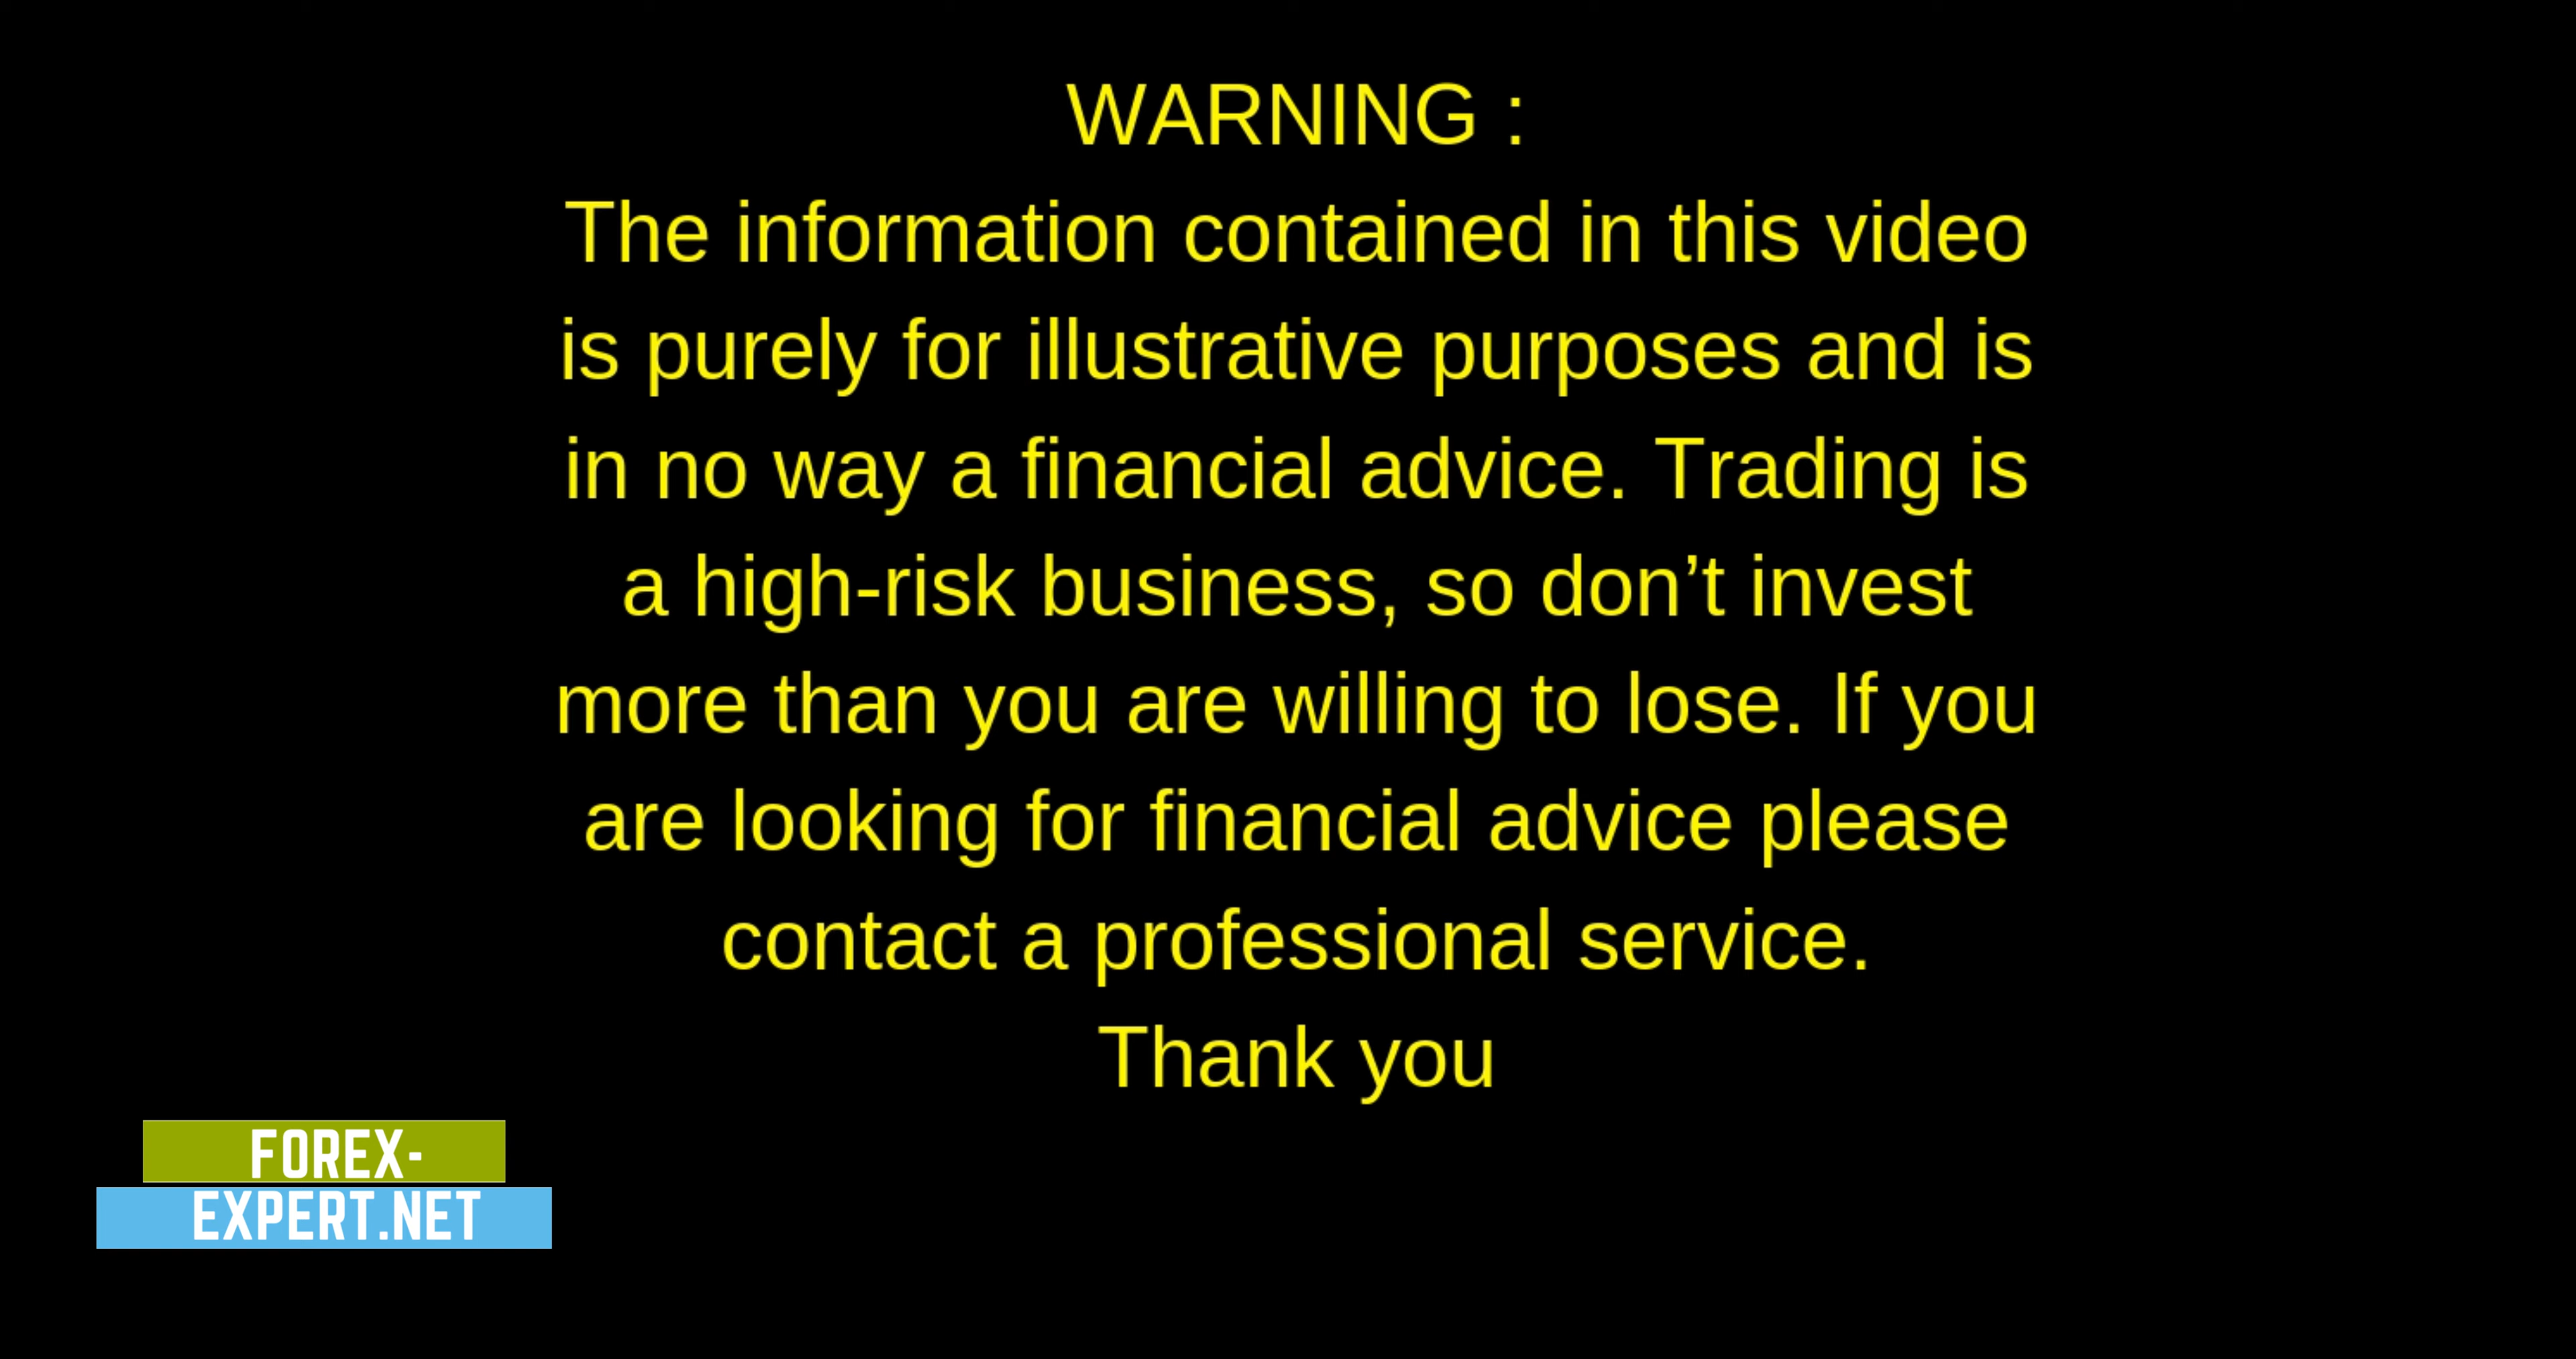 WARNING :
The information contained in this video
is purely for illustrative purposes and is
in no way a financial advice. Trading is
a high-risk business, so don’t invest
more than you are willing to lose. If you
are looking for financial advice please
contact a professional service.
Thank you
FOREX-
EXPERT.NET